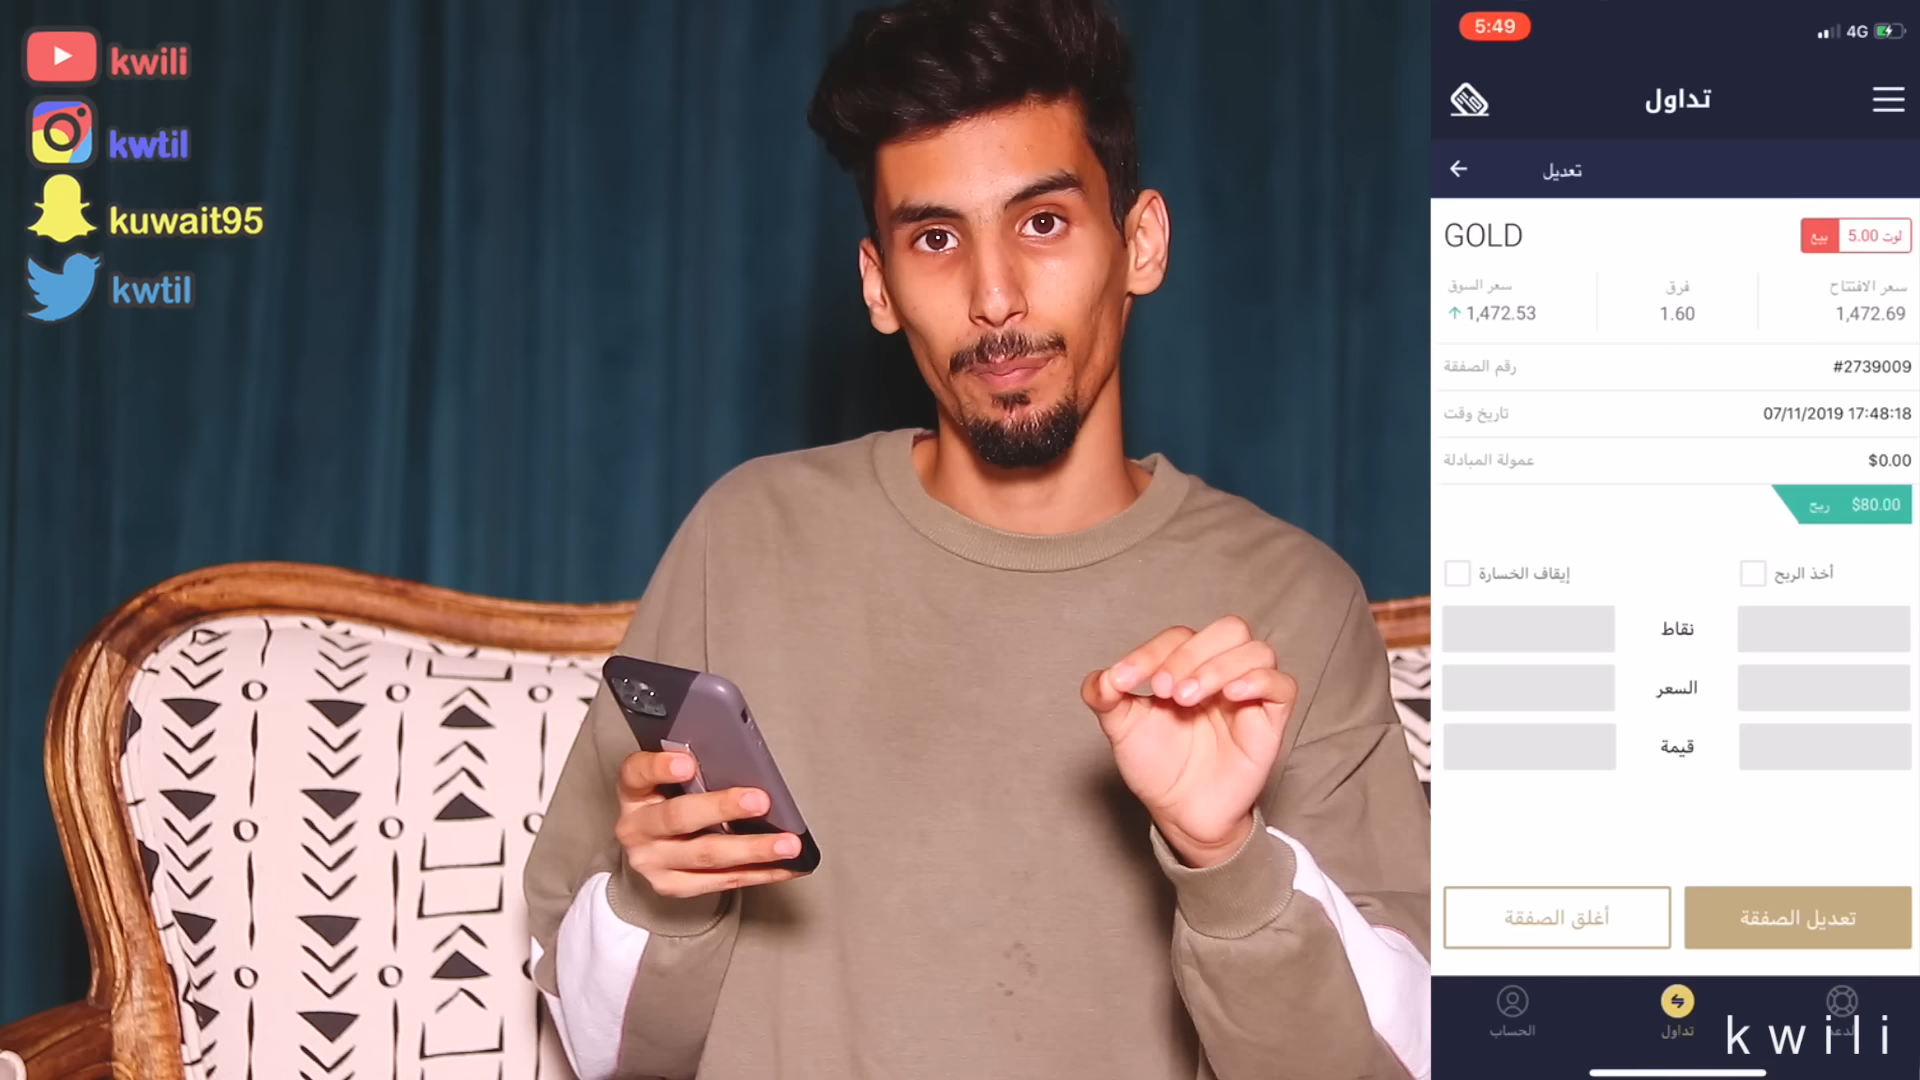 kwili
kwtil
kuwait95
kwtil
5:49
4G
تداول
تعديل
GOLD
لوت 5.00 بيع
سعر الافتتاح فرق سعر السوق
1,472.69 1.60 1,472.53
رقم الصفقة #2739009
تاريخ وقت 07/11/2019 17:48:18
عمولة المبادلة $0.00
$80.00 ربح
أخذ الربح إيقاف الخسارة
نقاط
السعر
قيمة
تعديل الصفقة أغلق الصفقة
تداول الحساب
kwili